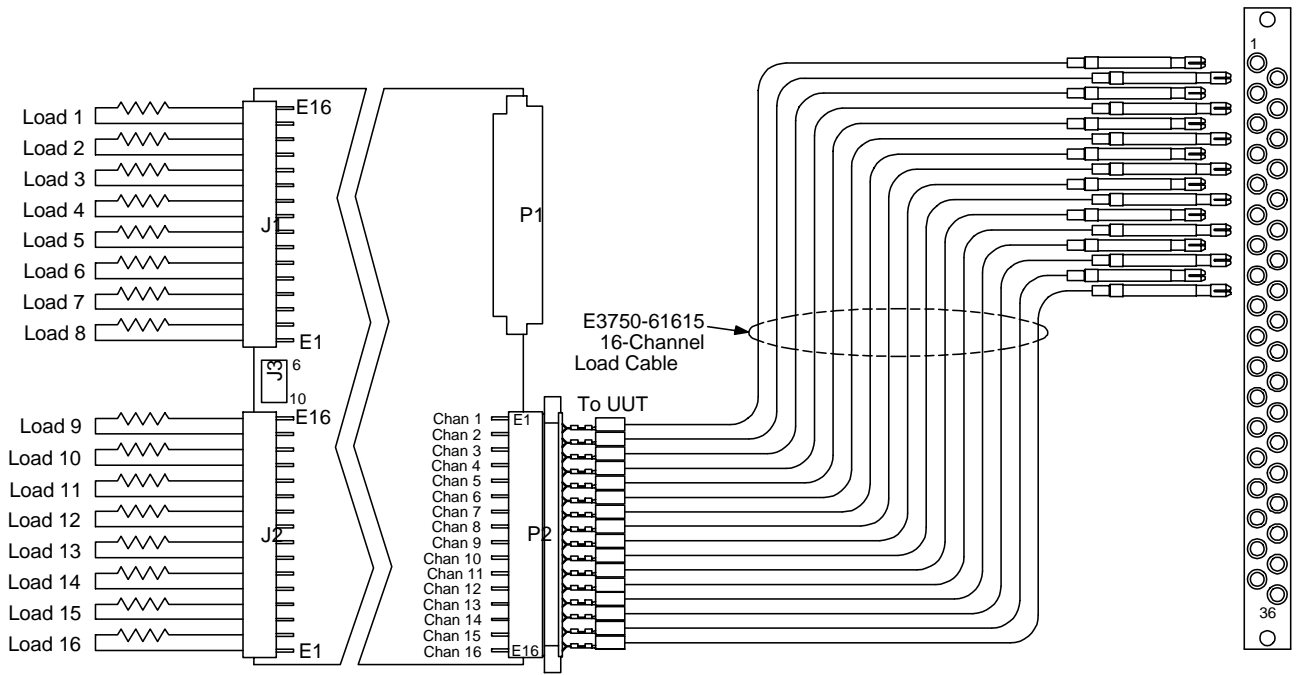 Load 1
Load 2
Load 3
Load 4
Load 5
Load 6
Load 7
Load 8
E16
J1
E1
J3
6
10
E16
Load 9
Load 10
Load 11
Load 12
Load 13
Load 14
Load 15
Load 16
J2
E1
P1
E3750-61615
16-Channel
Load Cable
To UUT
Chan 1
Chan 2
Chan 3
Chan 4
Chan 5
Chan 6
Chan 7
Chan 8
Chan 9
Chan 10
Chan 11
Chan 12
Chan 13
Chan 14
Chan 15
Chan 16
E1
P2
E16
1
36